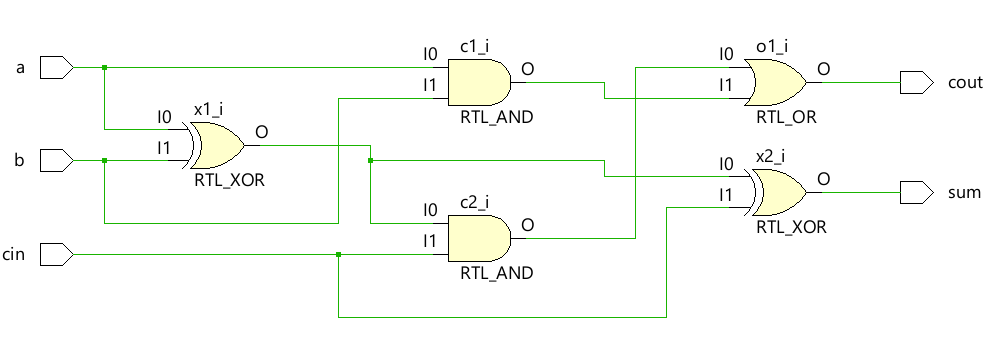 a
b
cin
x1_i
I0
I1
O
RTL_XOR
c1_i
I0
I1
O
RTL_AND
c2_i
I0
I1
O
RTL_AND
o1_i
I0
I1
O
RTL_OR
x2_i
I0
I1
O
RTL_XOR
cout
sum